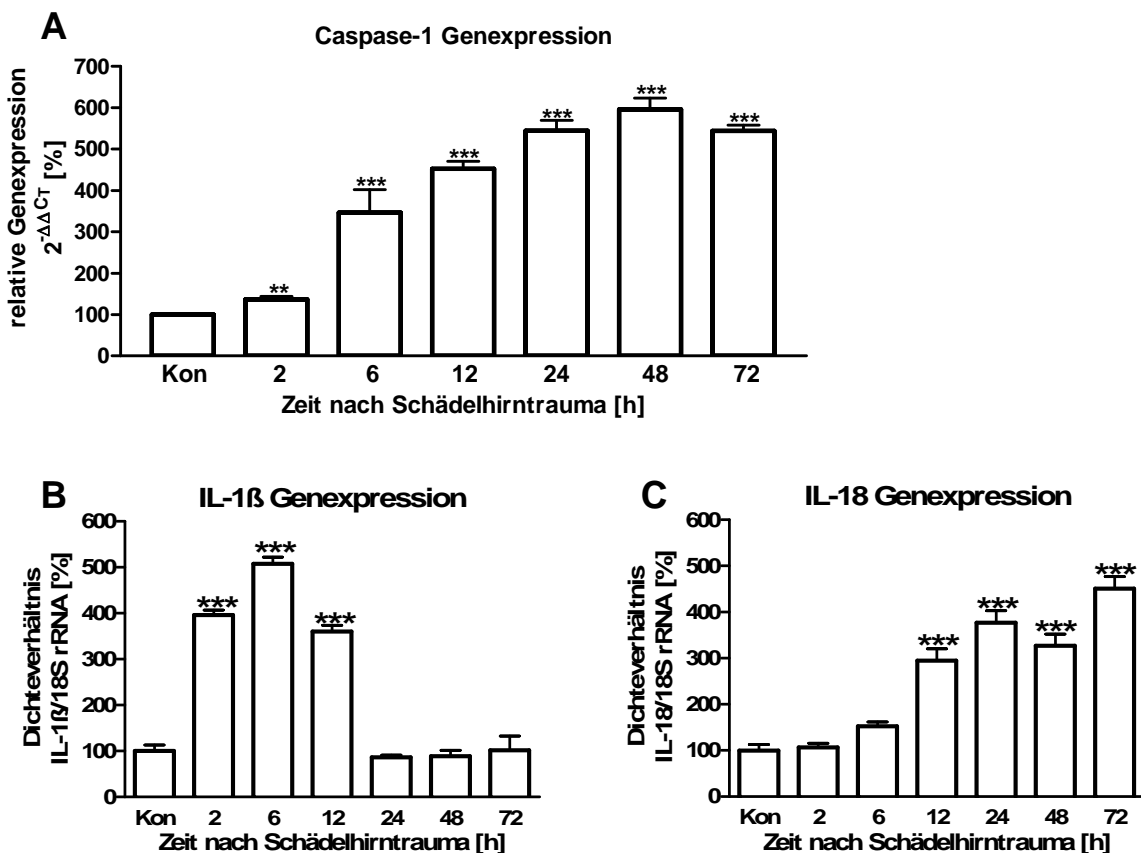 A
Caspase-1 Genexpression
relative Genexpression
2^-ΔΔCT [%]
700
600
500
400
300
200
100
0
**
***
***
***
***
***
Kon 2 6 12 24 48 72
Zeit nach Schädelhirntrauma [h]
B
IL-1ß Genexpression
Dichteverhältnis
IL-1ß/18S rRNA [%]
600
500
400
300
200
100
0
***
***
***
Kon 2 6 12 24 48 72
Zeit nach Schädelhirntrauma [h]
C
IL-18 Genexpression
Dichteverhältnis
IL-18/18S rRNA [%]
600
500
400
300
200
100
0
***
***
***
***
Kon 2 6 12 24 48 72
Zeit nach Schädelhirntrauma [h]